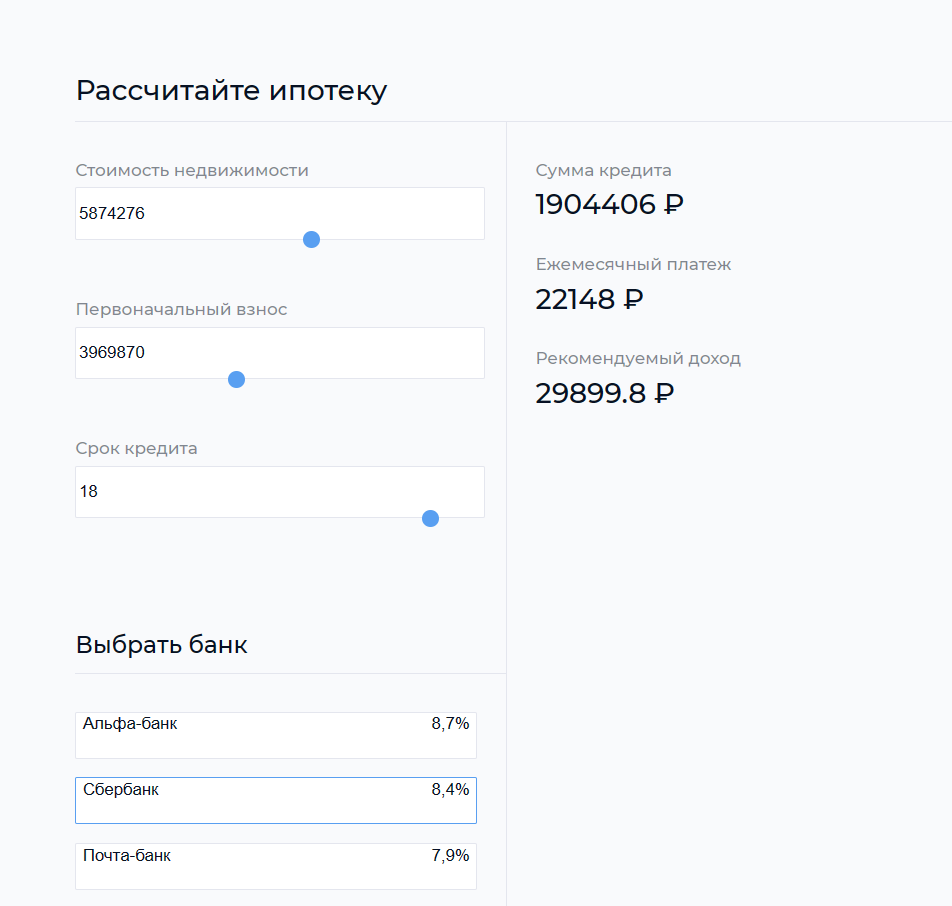 Рассчитайте ипотеку
Стоимость недвижимости
5874276
Первоначальный взнос
3969870
Срок кредита
18
Сумма кредита
1904406 ₽
Ежемесячный платеж
22148 ₽
Рекомендуемый доход
29899.8 ₽
Выбрать банк
Альфа-банк 8,7%
Сбербанк 8,4%
Почта-банк 7,9%